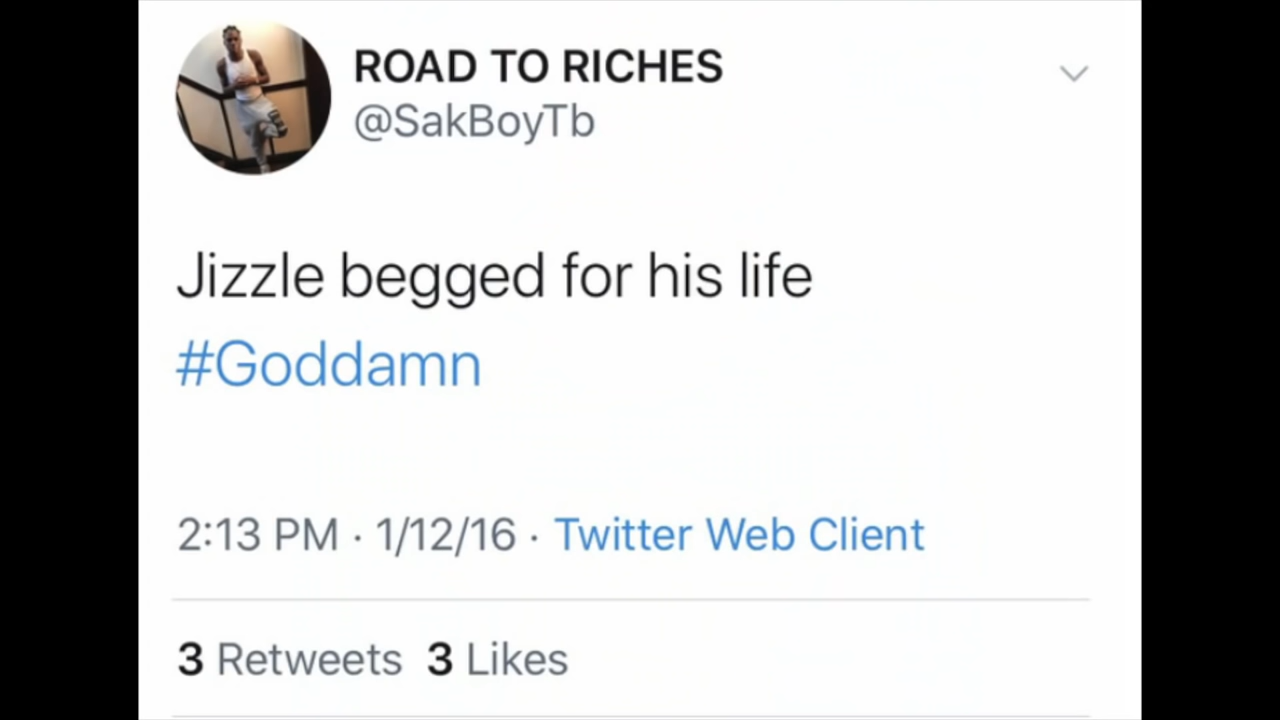 ROAD TO RICHES
@SakBoyTb
Jizzle begged for his life
#Goddamn
2:13 PM · 1/12/16 · Twitter Web Client
3 Retweets 3 Likes